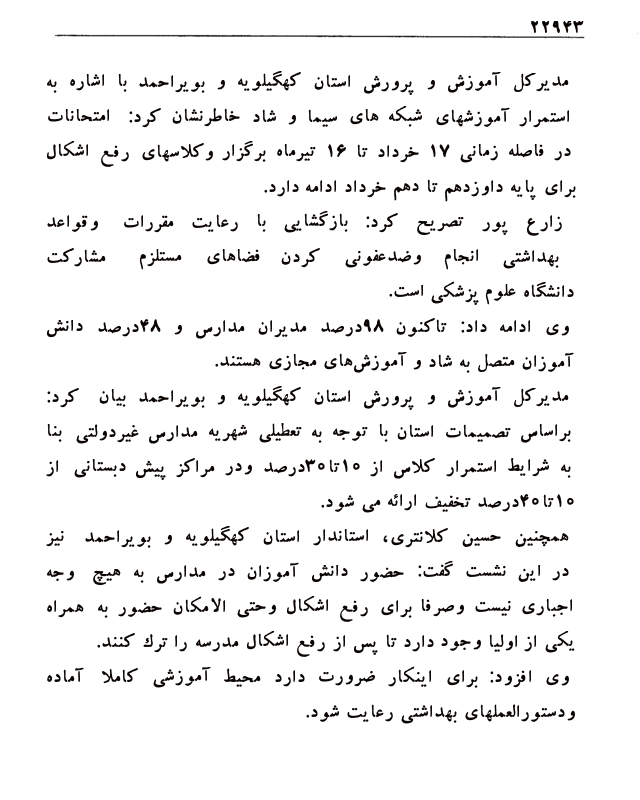 ۲۲۹۴۳
مدیرکل آموزش و پرورش استان کهگیلویه و بویراحمد با اشاره به
استمرار آموزشهای شبکه های سیما و شاد خاطرنشان کرد: امتحانات
در فاصله زمانی ۱۷ خرداد تا ۱۶ تیرماه برگزار وکلاسهای رفع اشکال
برای پایه داوزدهم تا دهم خرداد ادامه دارد.
زارع پور تصریح کرد: بازگشایی با رعایت مقررات وقواعد
بهداشتی انجام وضدعفونی کردن فضاهای مستلزم مشارکت
دانشگاه علوم پزشکی است.
وی ادامه داد: تاکنون ۹۸درصد مدیران مدارس و ۴۸درصد دانش
آموزان متصل به شاد و آموزش‌های مجازی هستند.
مدیرکل آموزش و پرورش استان کهگیلویه و بویراحمد بیان کرد:
براساس تصمیمات استان با توجه به تعطیلی شهریه مدارس غیردولتی بنا
به شرایط استمرار کلاس از ۱۰تا۳۰درصد ودر مراکز پیش دبستانی از
۱۰تا۴۰درصد تخفیف ارائه می شود.
همچنین حسین کلانتری، استاندار استان کهگیلویه و بویراحمد نیز
در این نشست گفت: حضور دانش آموزان در مدارس به هیچ وجه
اجباری نیست وصرفا برای رفع اشکال وحتی الامکان حضور به همراه
یکی از اولیا وجود دارد تا پس از رفع اشکال مدرسه را ترك کنند.
وی افزود: برای اینکار ضرورت دارد محیط آموزشی کاملا آماده
ودستورالعملهای بهداشتی رعایت شود.